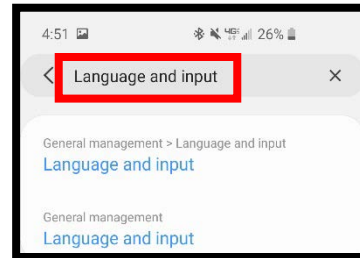 4:51 4G 26%
Language and input
General management > Language and input
Language and input
General management
Language and input